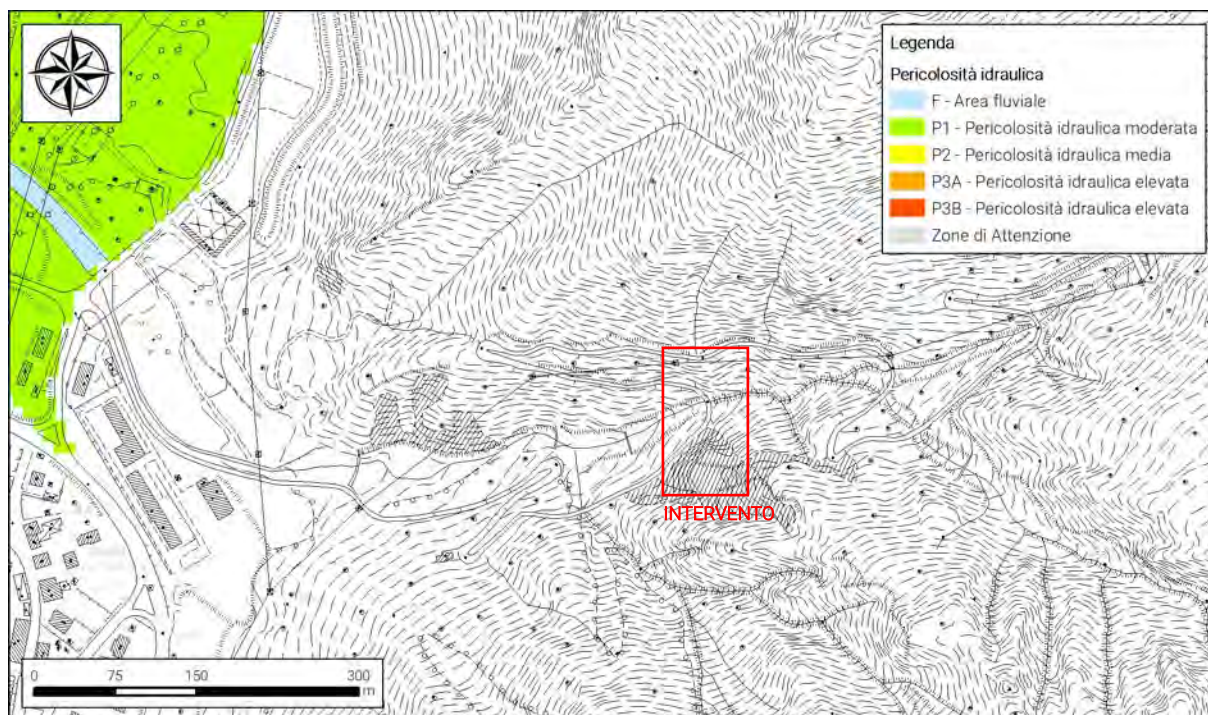 Legenda
Pericolosità idraulica
F - Area fluviale
P1 - Pericolosità idraulica moderata
P2 - Pericolosità idraulica media
P3A - Pericolosità idraulica elevata
P3B - Pericolosità idraulica elevata
Zone di Attenzione
INTERVENTO
0 75 150 300
m